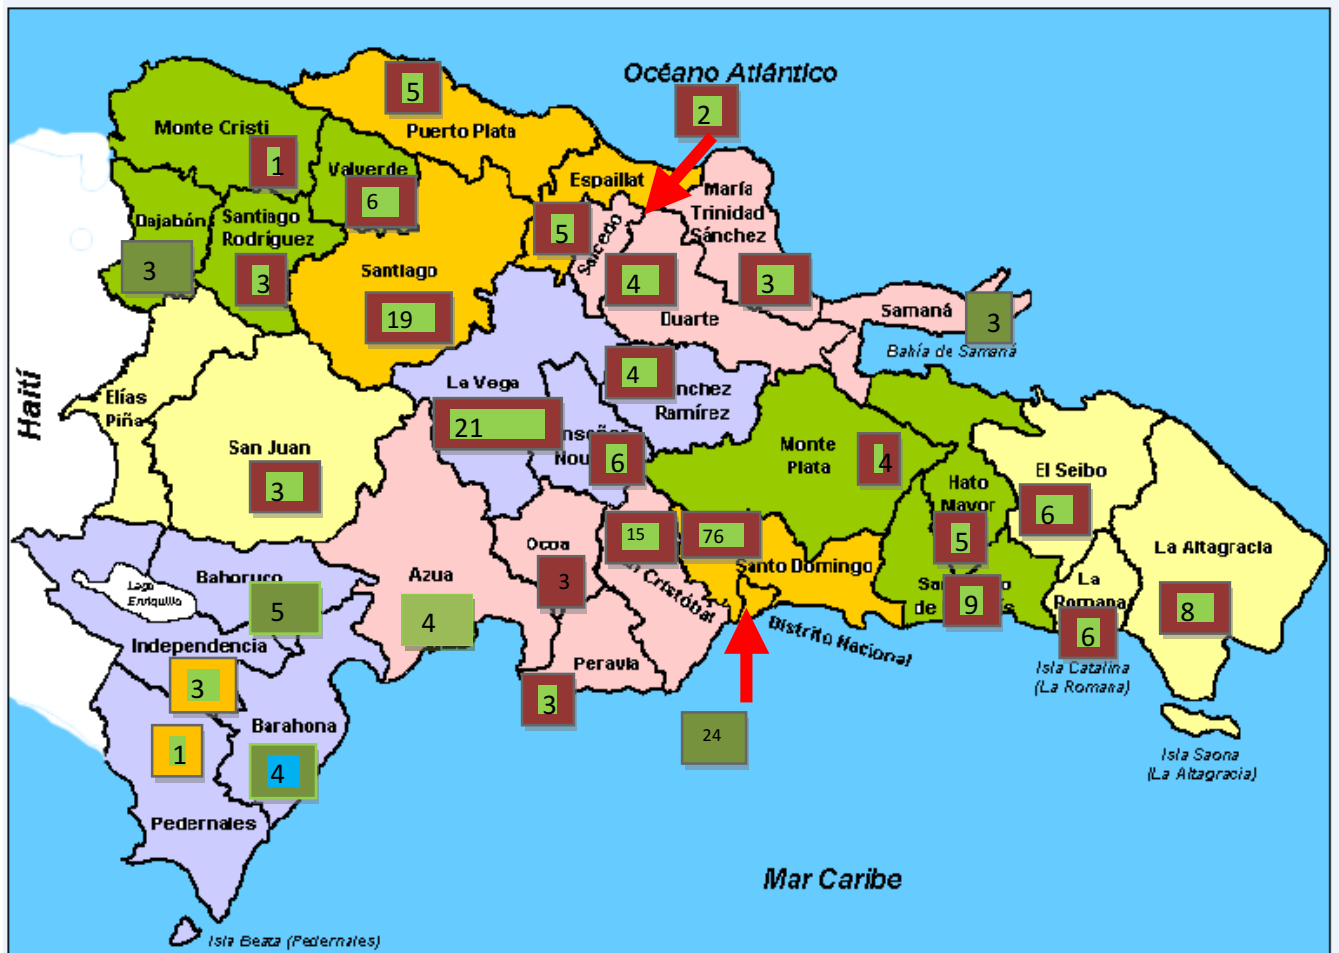 Océano Atlántico
5
2
Puerto Plata
Monte Cristi
1
Valverde
6
Espaillat
María
Trinidad
Sánchez
Dajabón
Santiago
Rodríguez
5
Salcedo
3
3
Santiago
4
3
19
Duarte
Samaná
3
Bahía de Samaná
Haití
Elías
Piña
La Vega
4
nchez
Ramírez
21
Nou
6
San Juan
3
Monte
Plata
4
Hato
Mayor
5
El Seibo
6
La Altagracia
8
Ocoa
3
15
76
Cristóbal
Santo Domingo
Azua
4
Lago
Enriquillo
Bahoruco
5
Independencia
3
9
de
La
Romana
6
Isla Catalina
(La Romana)
Distrito Nacional
Peravia
3
24
Barahona
1
4
Pedernales
Isla Saona
(La Altagracia)
Mar Caribe
Isla Beata (Pedernales)